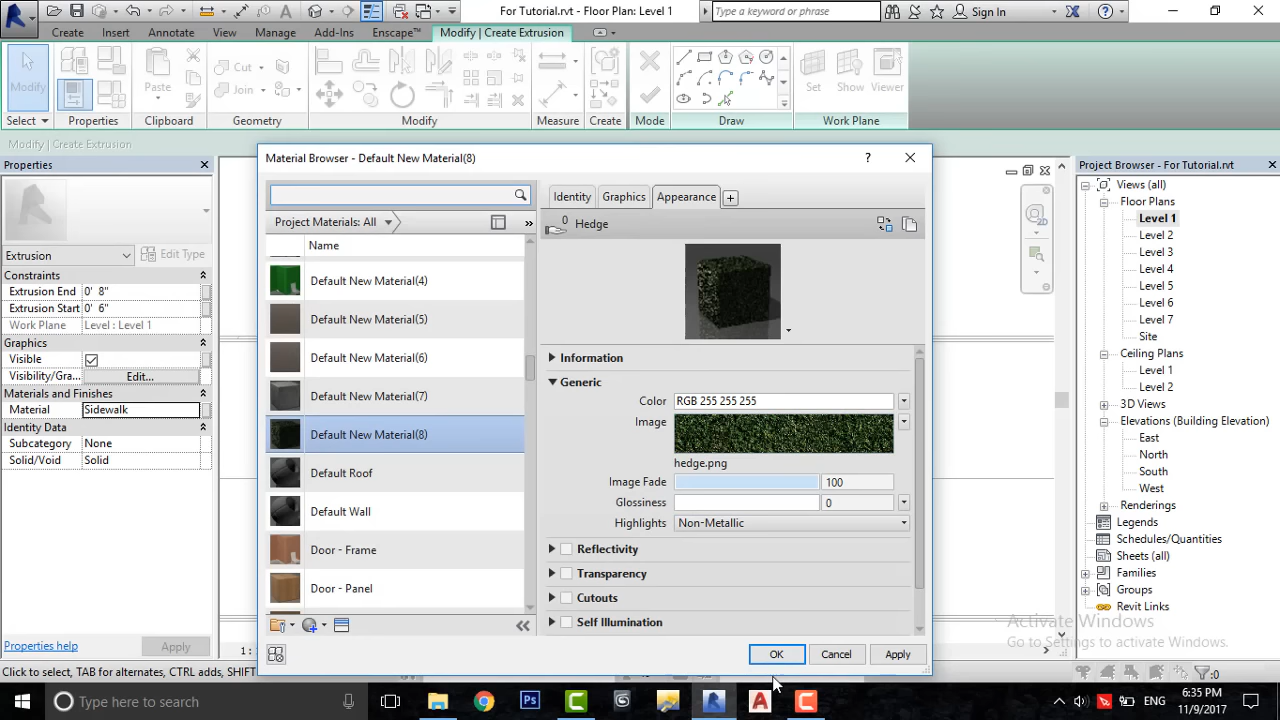 For Tutorial.rvt - Floor Plan: Level 1
Type a keyword or phrase
Sign In
Create
Insert
Annotate
View
Manage
Add-Ins
Enscape™
Modify | Create Extrusion
Modify
Paste
Cut
Join
Set
Show
Viewer
Select
Properties
Clipboard
Geometry
Modify
Measure
Create
Mode
Draw
Work Plane
Modify | Create Extrusion
Properties
Extrusion
Edit Type
Constraints
Extrusion End 0' 8"
Extrusion Start 0' 6"
Work Plane Level : Level 1
Graphics
Visible
Visibility/Gra... Edit...
Materials and Finishes
Material Sidewalk
Identity Data
Subcategory None
Solid/Void Solid
Properties help
Apply
Material Browser - Default New Material(8)
?
Project Materials: All
»
Name
Default New Material(4)
Default New Material(5)
Default New Material(6)
Default New Material(7)
Default New Material(8)
Default Roof
Default Wall
Door - Frame
Door - Panel
Identity
Graphics
Appearance
+
0
Hedge
Information
Generic
Color RGB 255 255 255
Image
hedge.png
Image Fade 100
Glossiness 0
Highlights Non-Metallic
Reflectivity
Transparency
Cutouts
Self Illumination
OK
Cancel
Apply
Project Browser - For Tutorial.rvt
Views (all)
Floor Plans
Level 1
Level 2
Level 3
Level 4
Level 5
Level 6
Level 7
Site
Ceiling Plans
Level 1
Level 2
3D Views
Elevations (Building Elevation)
East
North
South
West
Renderings
Legends
Schedules/Quantities
Sheets (all)
Families
Groups
Revit Links
2D
Activate Windows
Go to Settings to activate Windows.
Click to select, TAB for alternates, CTRL adds, SHIFT
:0
Type here to search
Ps
ENG
6:35 PM
11/9/2017